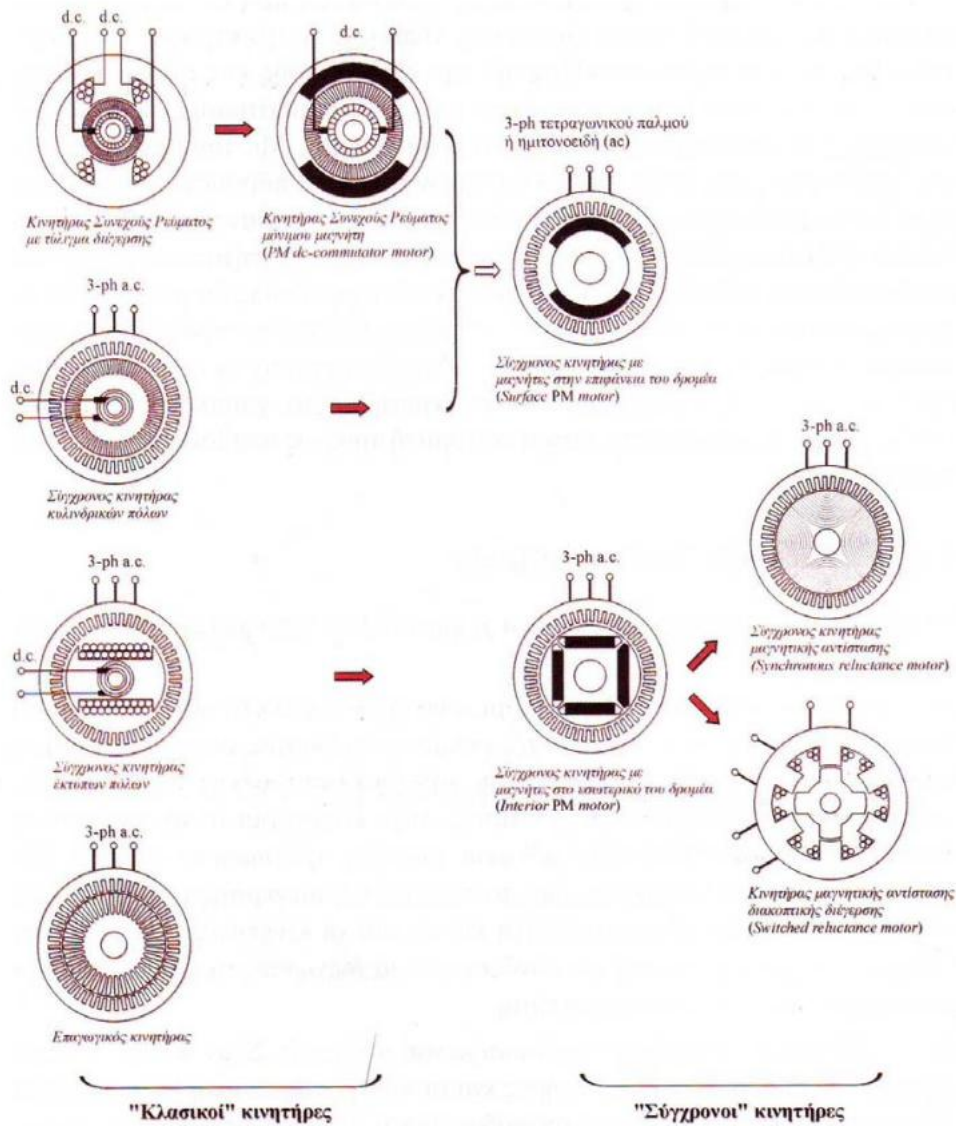 d.c.
d.c.
d.c.
3-ph τετραγωνικού παλμού
ή ημιτονοειδή (ac)
Κινητήρας Συνεχούς Ρεύματος
με τύλιγμα διέγερσης
Κινητήρας Συνεχούς Ρεύματος
μόνιμου μαγνήτη
(PM dc-commutator motor)
3-ph a.c.
d.c.
Σύγχρονος κινητήρας
κυλινδρικών πόλων
Σύγχρονος κινητήρας με
μαγνήτες στην επιφάνεια του δρομέα
(Surface PM motor)
3-ph a.c.
Σύγχρονος κινητήρας
μαγνητικής αντίστασης
(Synchronous reluctance motor)
3-ph a.c.
d.c.
Σύγχρονος κινητήρας
έκτυπων πόλων
3-ph a.c.
Σύγχρονος κινητήρας με
μαγνήτες στο εσωτερικό του δρομέα
(Interior PM motor)
Κινητήρας μαγνητικής αντίστασης
διακοπτικής διέγερσης
(Switched reluctance motor)
3-ph a.c.
Επαγωγικός κινητήρας
"Κλασικοί" κινητήρες
"Σύγχρονοι" κινητήρες